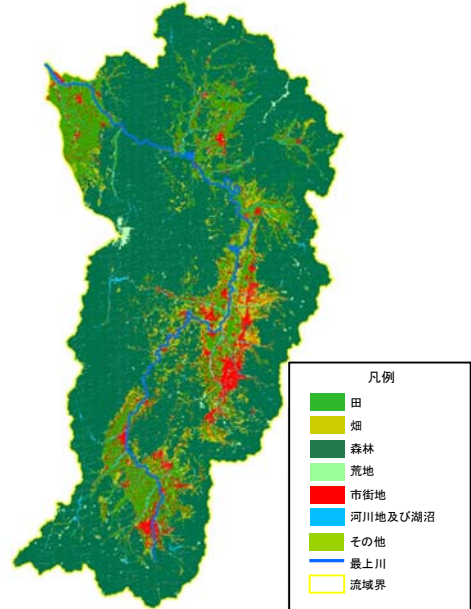 凡例
田
畑
森林
荒地
市街地
河川地及び湖沼
その他
最上川
流域界